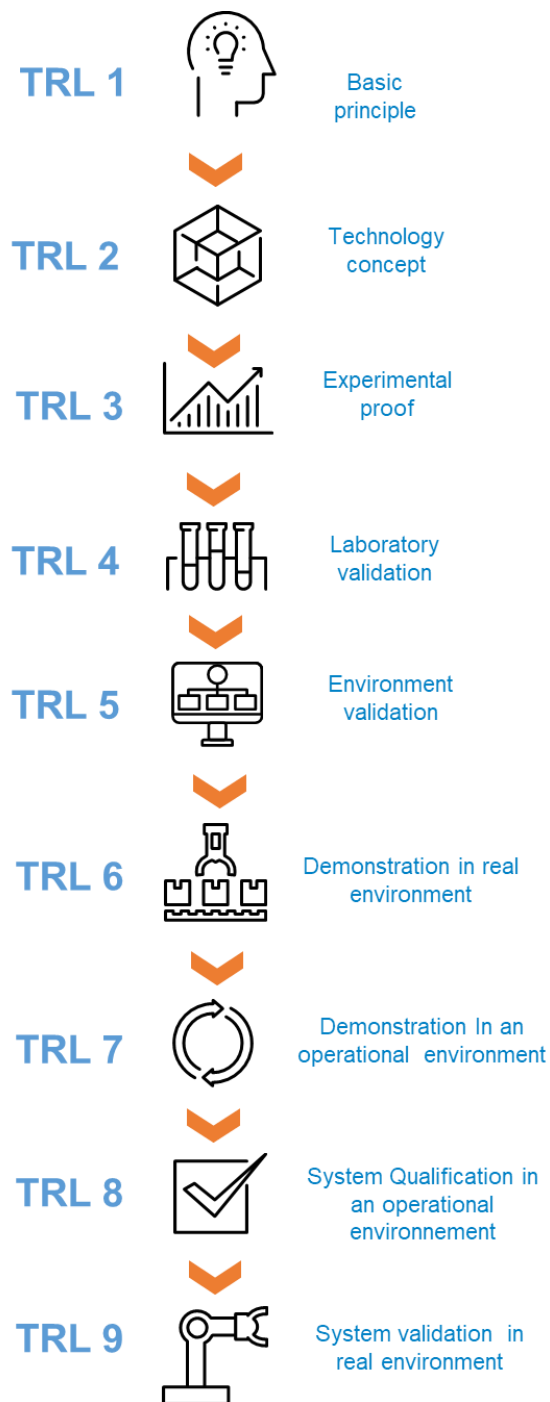 TRL 1
Basic
principle
TRL 2
Technology
concept
TRL 3
Experimental
proof
TRL 4
Laboratory
validation
TRL 5
Environment
validation
TRL 6
Demonstration in real
environment
TRL 7
Demonstration In an
operational environment
TRL 8
System Qualification in
an operational
environnement
TRL 9
System validation in
real environment